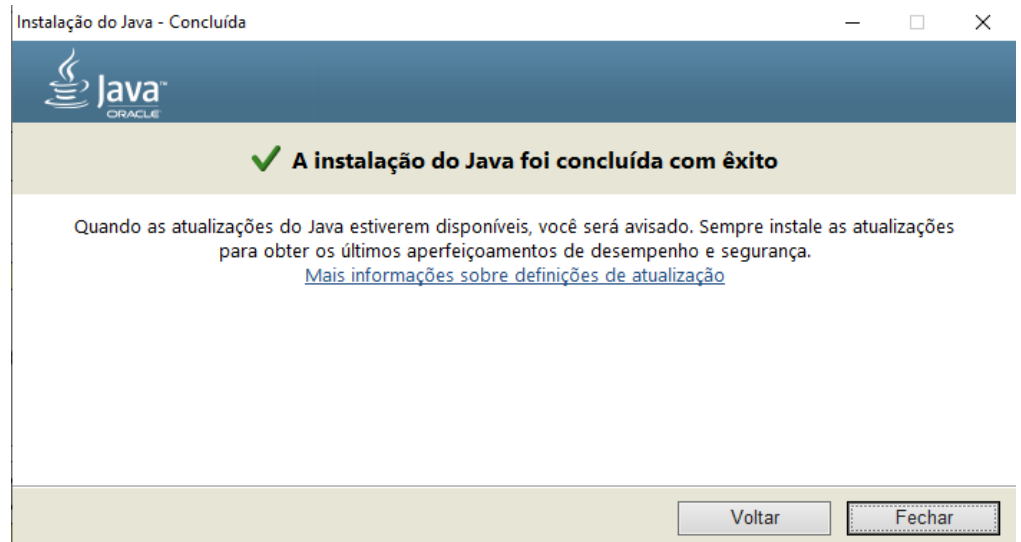 Instalação do Java - Concluída
Java™
ORACLE
A instalação do Java foi concluída com êxito
Quando as atualizações do Java estiverem disponíveis, você será avisado. Sempre instale as atualizações
para obter os últimos aperfeiçoamentos de desempenho e segurança.
Mais informações sobre definições de atualização
Voltar
Fechar